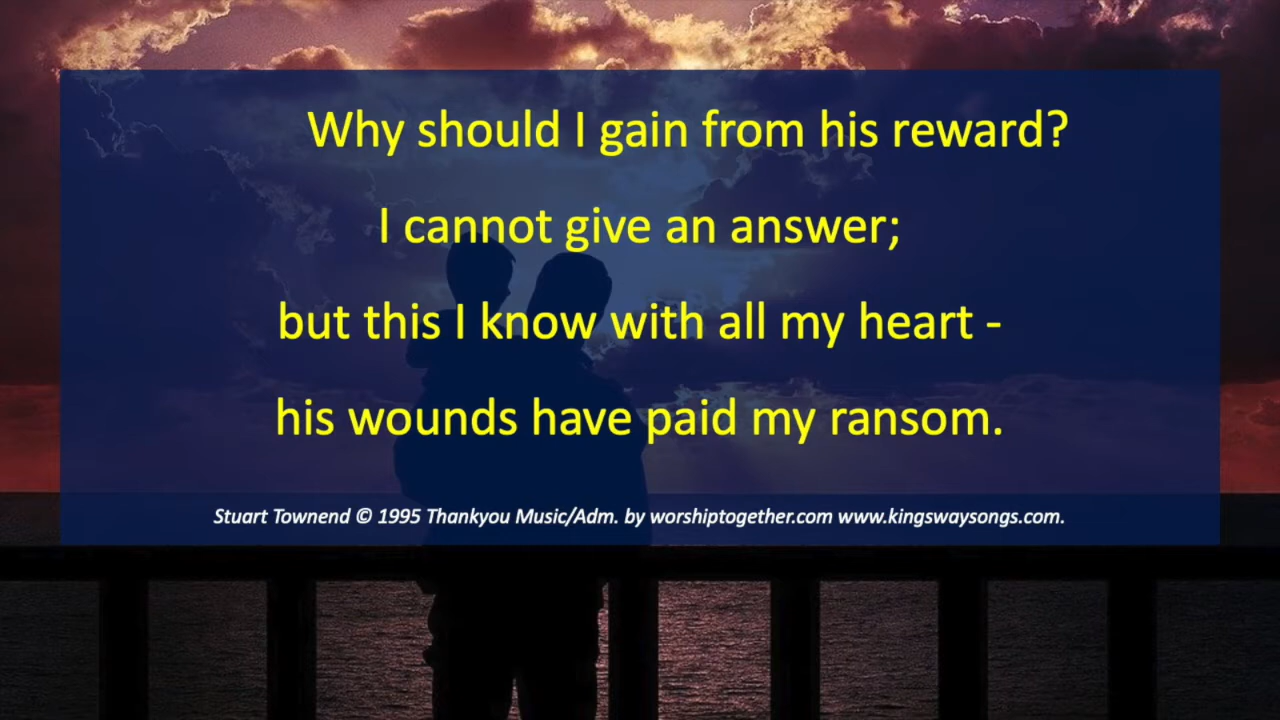 Why should I gain from his reward?
I cannot give an answer;
but this I know with all my heart -
his wounds have paid my ransom.
Stuart Townend © 1995 Thankyou Music/Adm. by worshiptogether.com www.kingswaysongs.com.